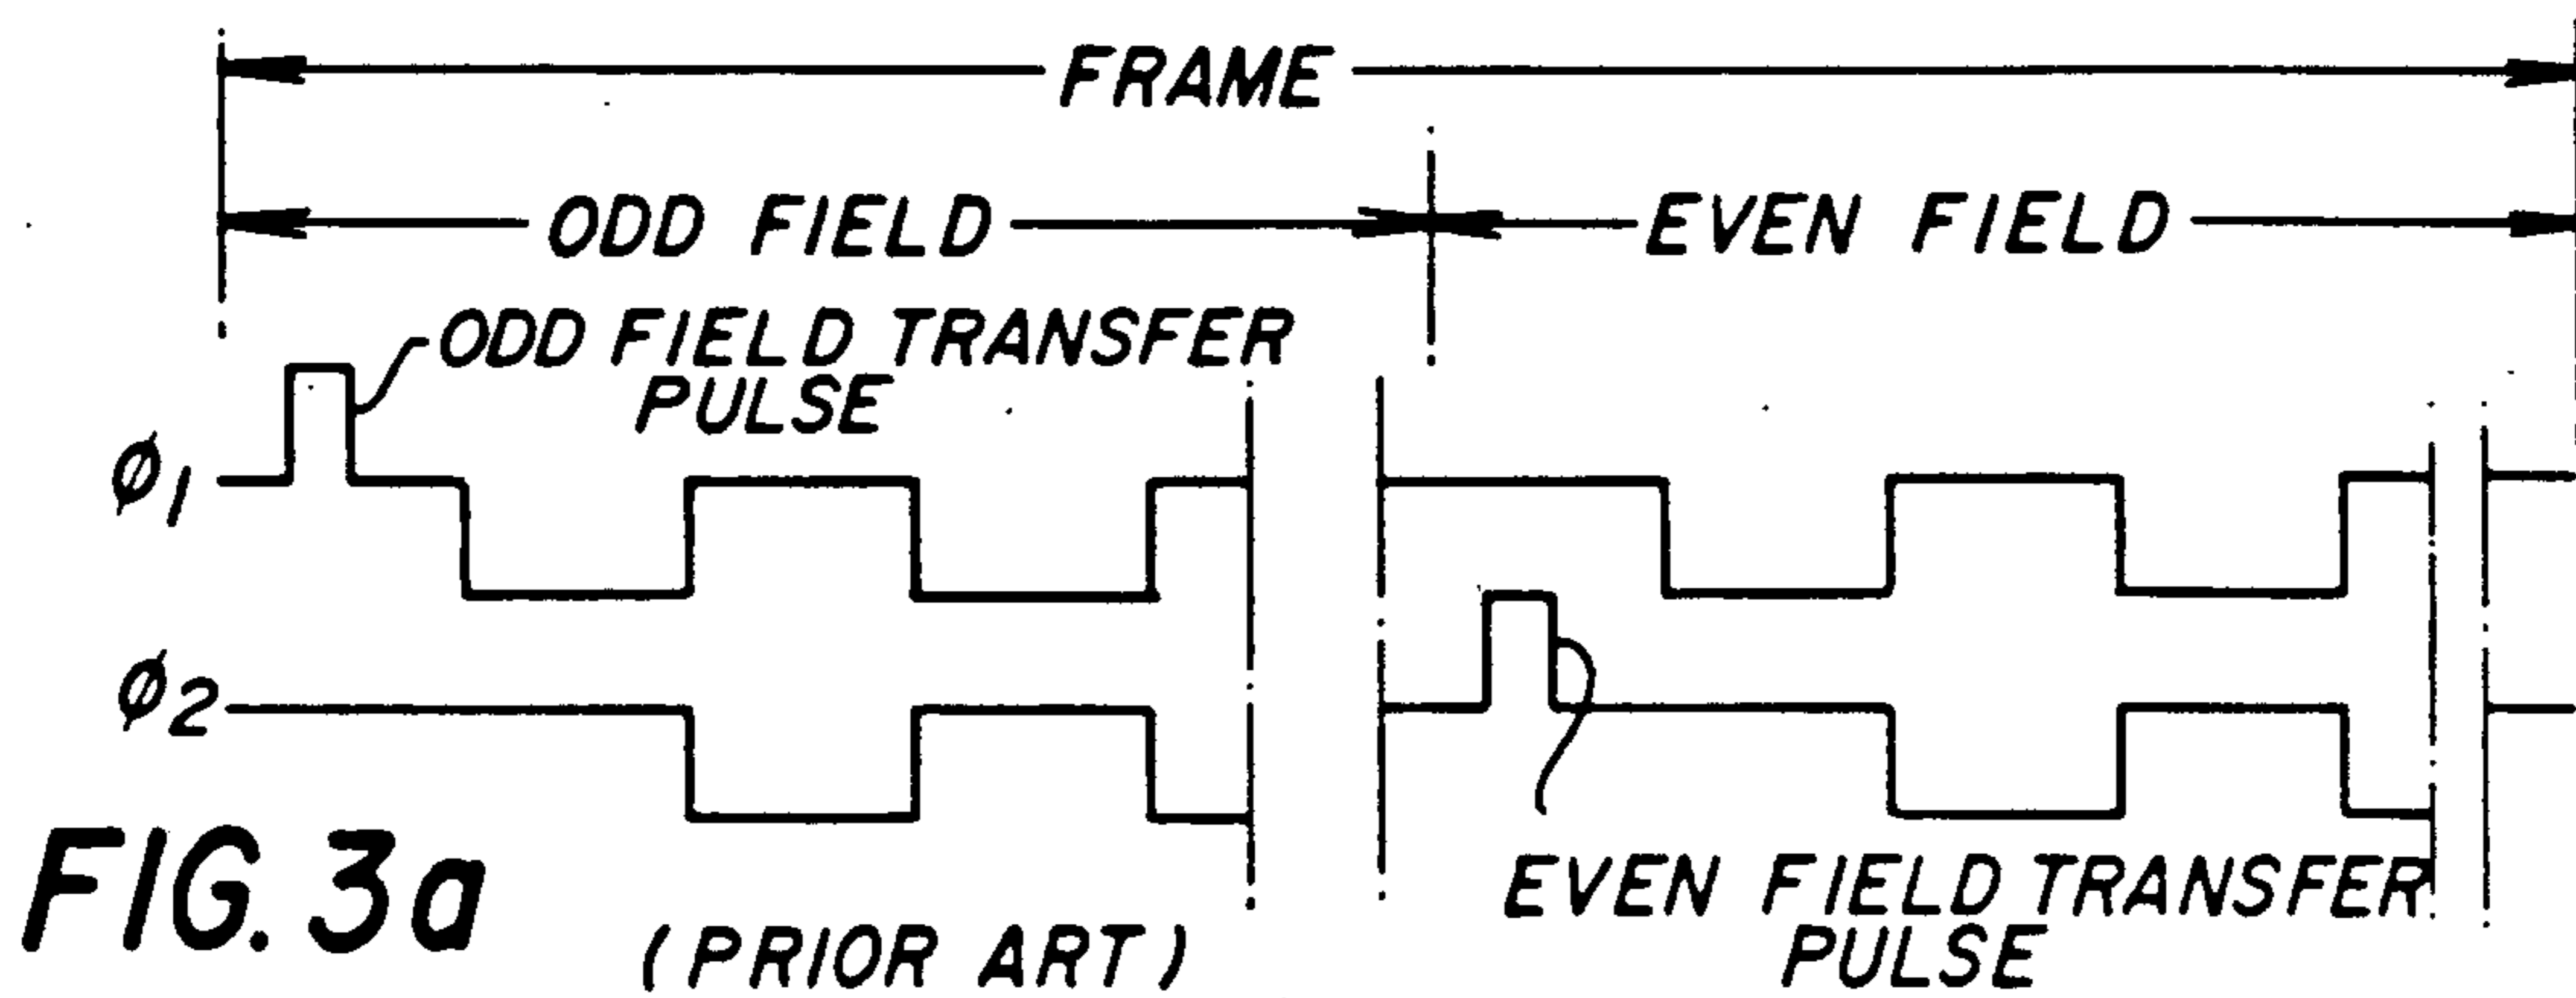 FRAME
ODD FIELD
EVEN FIELD
ODD FIELD TRANSFER
PULSE
φ1
φ2
EVEN FIELD TRANSFER
PULSE
FIG. 3a
(PRIOR ART)